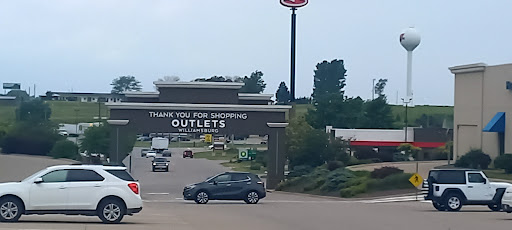 THANK YOU FOR SHOPPING
OUTLETS
WILLIAMSBURG